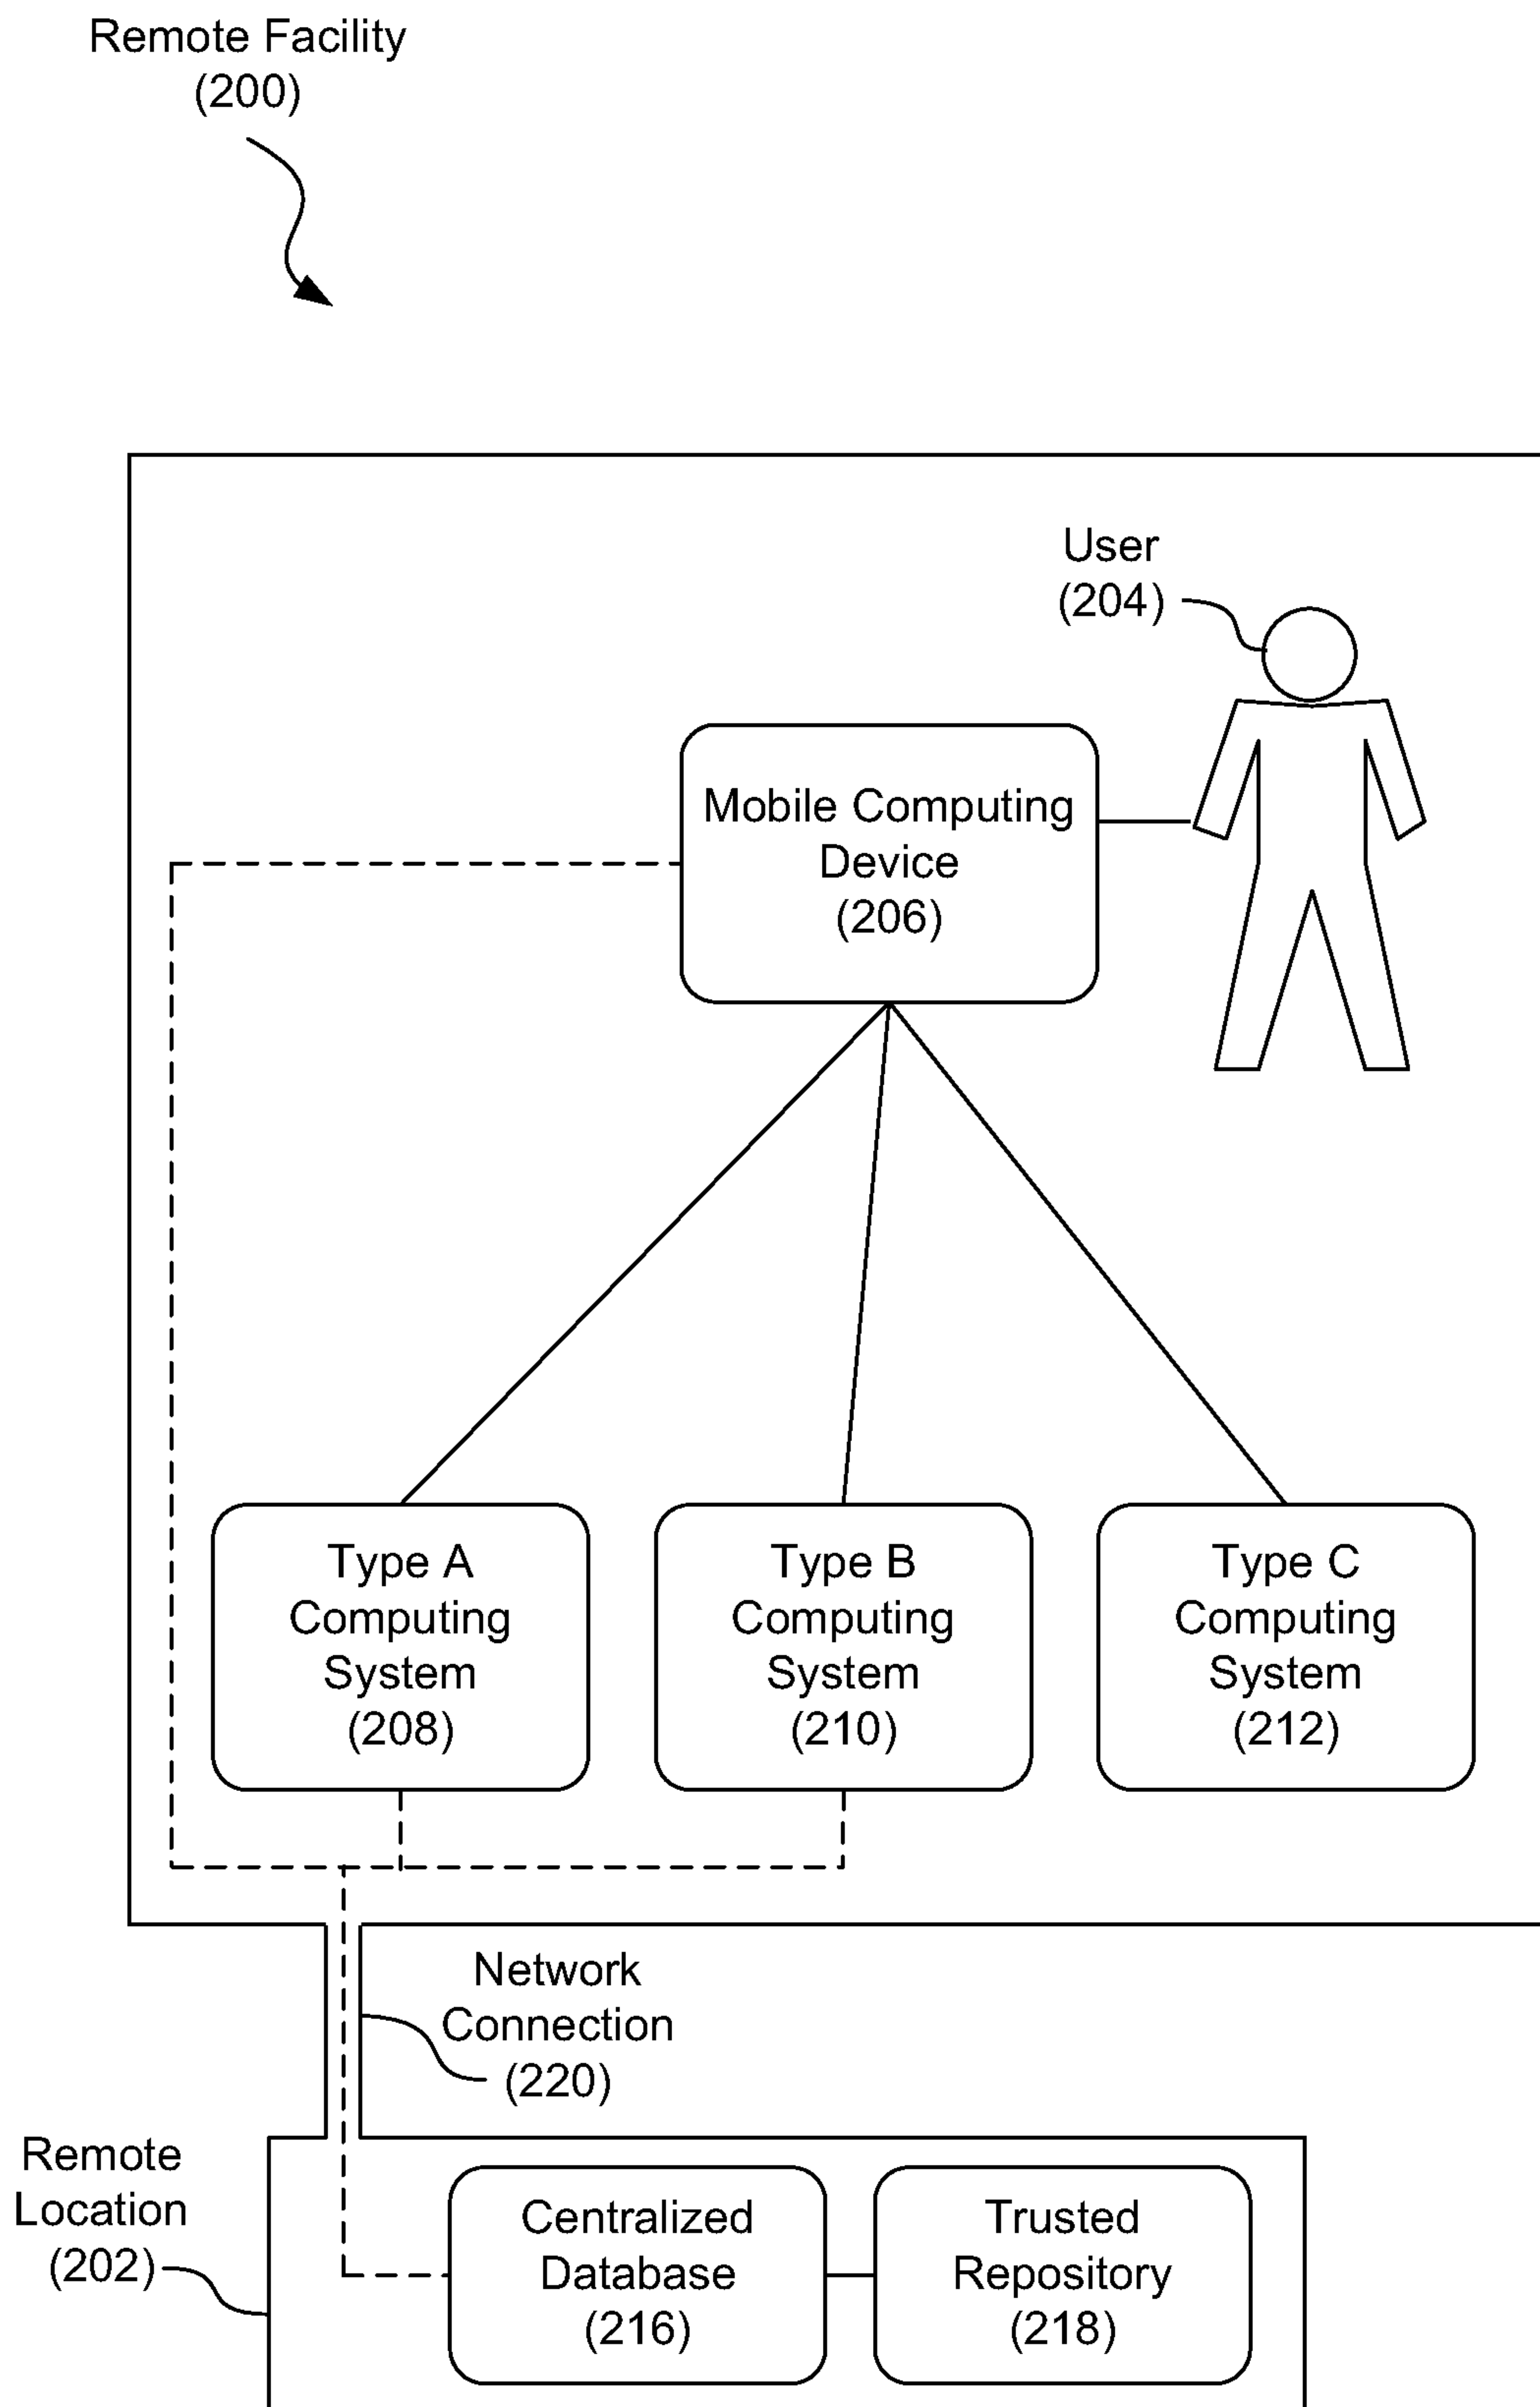 Remote Facility
(200)
User
(204)
Mobile Computing
Device
(206)
Type A
Computing
System
(208)
Type B
Computing
System
(210)
Type C
Computing
System
(212)
Network
Connection
(220)
Remote
Location
(202)
Centralized
Database
(216)
Trusted
Repository
(218)